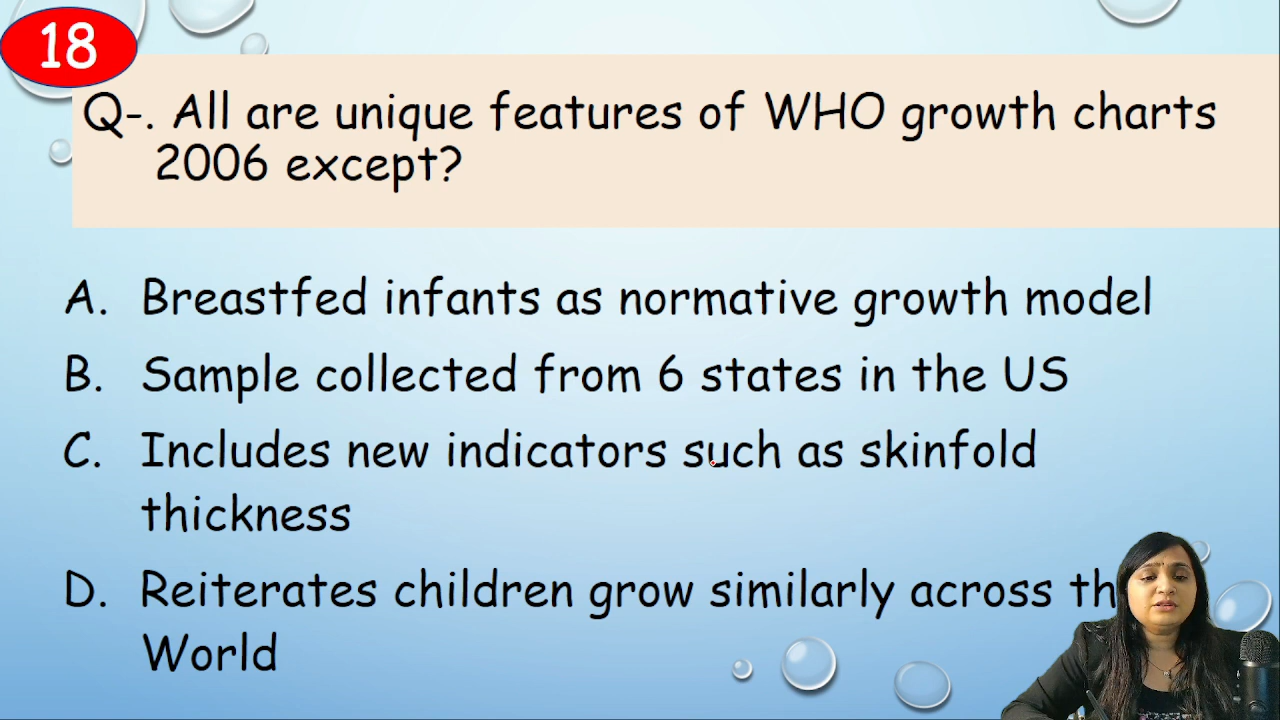 18
Q-. All are unique features of WHO growth charts
2006 except?
A. Breastfed infants as normative growth model
B. Sample collected from 6 states in the US
C. Includes new indicators such as skinfold
thickness
D. Reiterates children grow similarly across
World